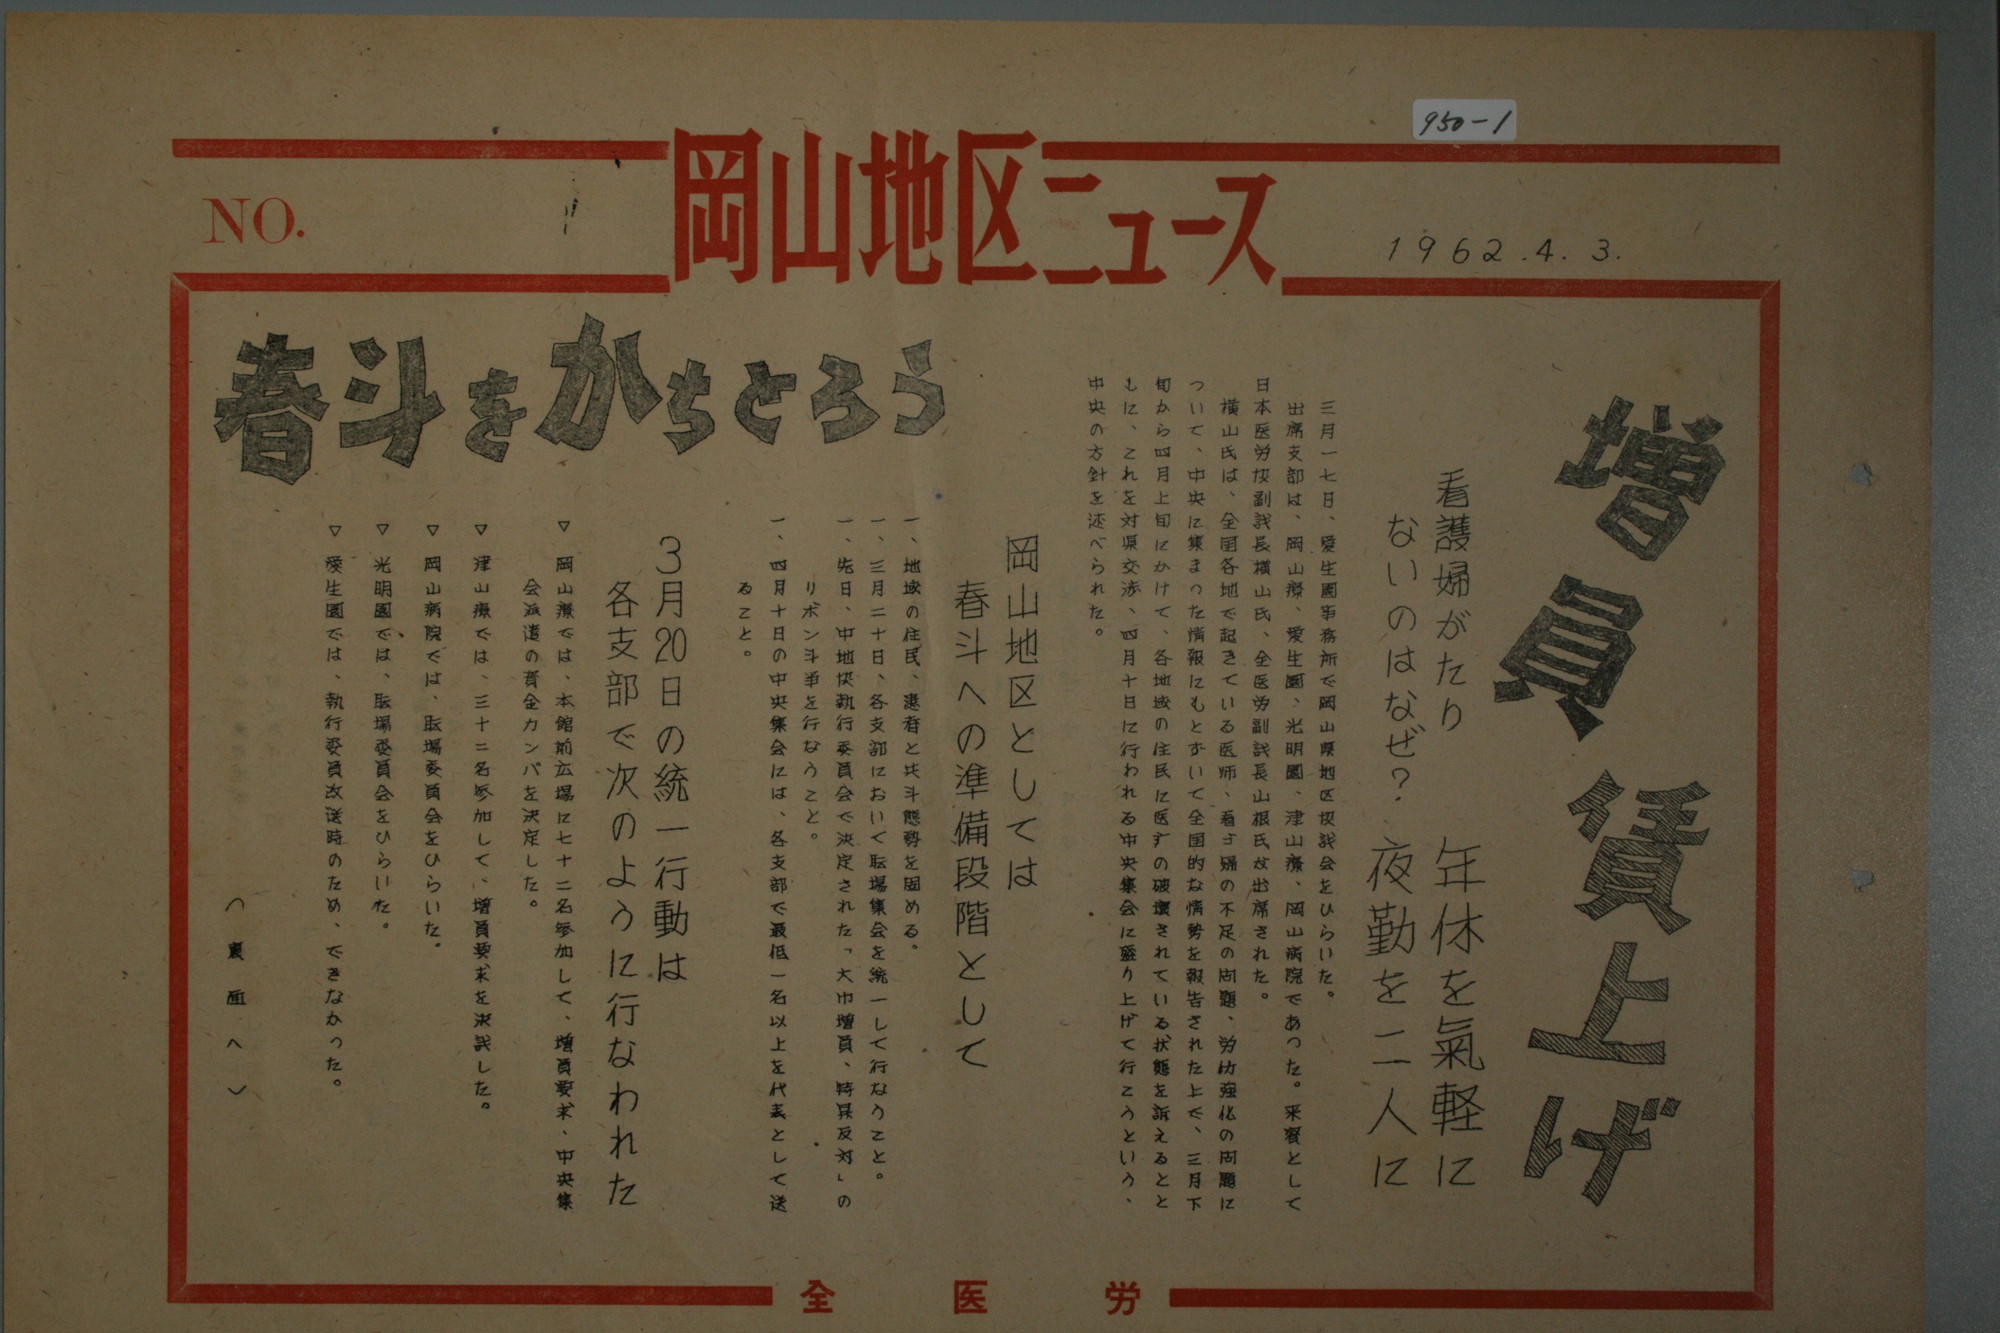 950-1
岡山地区ニュース
NO.
1962.4.3.
増員 賃上げ
春斗をかちとろう
看護婦がたり
ないのはなぜ?
年休を氣軽に
夜勤を二人に
三月一七日、愛生園事務所で岡山県地区協議会をひらいた。
出席支部は、岡山療、愛生園、光明園、津山療、岡山病院であった。来賓として
日本医労協副議長横山氏、全医労副議長山根氏が出席された。
横山氏は、全国各地で起きている医師、看護婦の不足の問題、労働強化の問題に
ついて、中央に集まった情報にもとずいて全国的な情勢を報告された上で、三月下
旬から四月上旬にかけて、各地域の住民に医療の破壊されている状態を訴えるとと
もに、これを対県交渉、四月十日に行われる中央集会に盛り上げて行こうという、
中央の方針を述べられた。
岡山地区としては
春斗への準備段階として
一、地域の住民、患者と共斗態勢を固める。
一、三月二十日、各支部において職場集会を統一して行なうこと。
一、先日、中地協執行委員会で決定された「大巾増員、特昇反対」の
リボン斗争を行なうこと。
一、四月十日の中央集会には、各支部で最低一名以上を代表として送
ること。
3月20日の統一行動は
各支部で次のように行なわれた
▽ 岡山療では、本館前広場に七十二名参加して、増員要求、中央集
会派遣の資金カンパを決定した。
▽ 津山療では、三十二名参加して、増員要求を決議した。
▽ 岡山病院では、職場委員会をひらいた。
▽ 光明園では、職場委員会をひらいた。
▽ 愛生園では、執行委員改送時のため、できなかった。
（裏面へ）
全医労